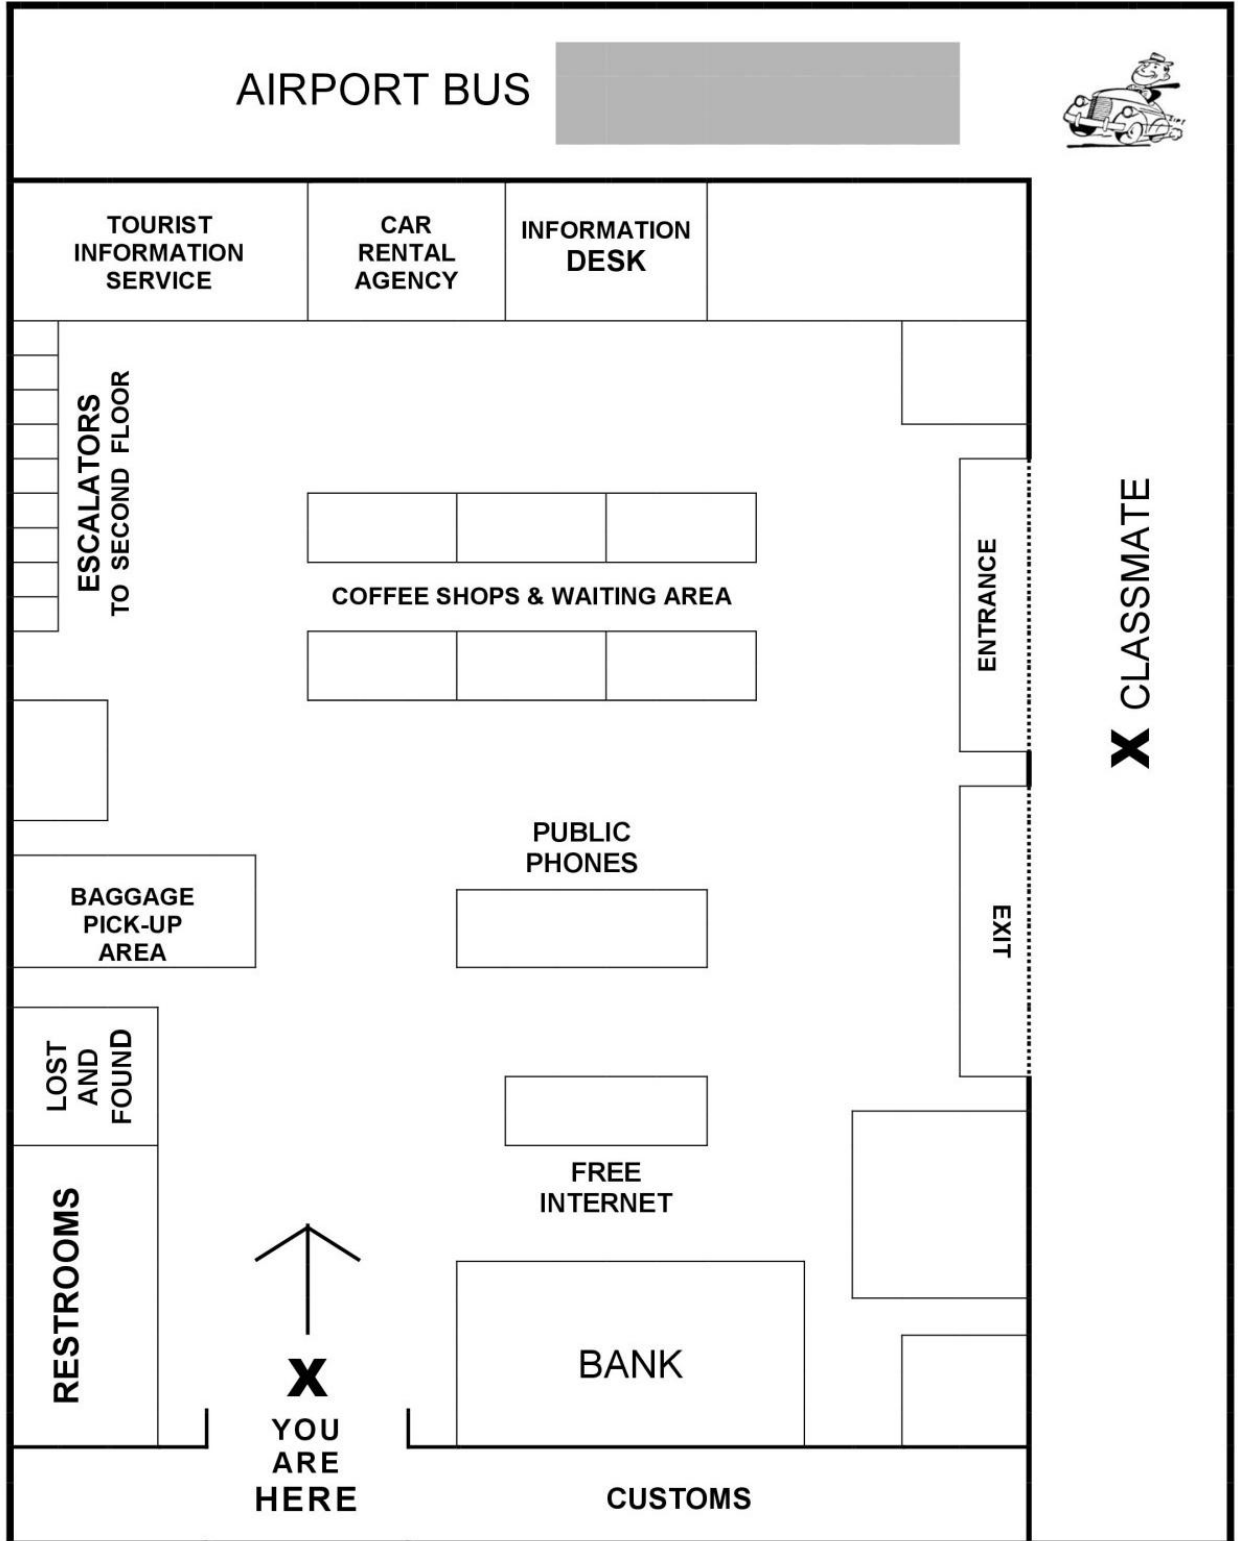 AIRPORT BUS
TOURIST
INFORMATION
SERVICE
CAR
RENTAL
AGENCY
INFORMATION
DESK
ESCALATORS
TO SECOND FLOOR
COFFEE SHOPS & WAITING AREA
ENTRANCE
X CLASSMATE
PUBLIC
PHONES
BAGGAGE
PICK-UP
AREA
EXIT
LOST
AND
FOUND
FREE
INTERNET
RESTROOMS
BANK
X
YOU
ARE
HERE
CUSTOMS